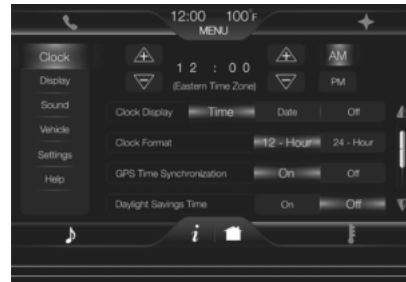 12:00 100°F
MENU
Clock
Display
Sound
Vehicle
Settings
Help
12 : 00
(Eastern Time Zone)
AM
PM
Clock Display Time Date Off
Clock Format 12 - Hour 24 - Hour
GPS Time Synchronization On Off
Daylight Savings Time On Off
i